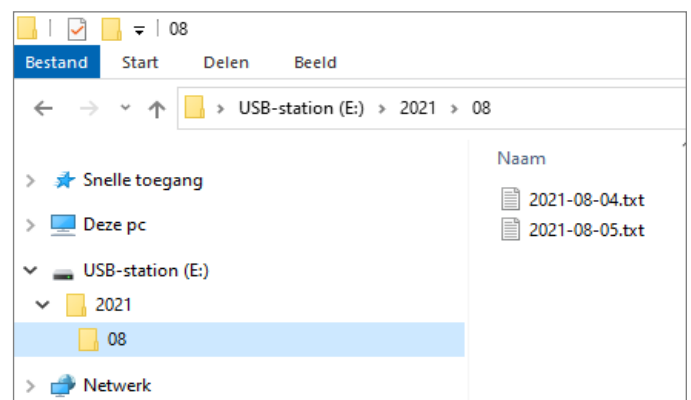 08
Bestand Start Delen Beeld
USB-station (E:) > 2021 > 08
Snelle toegang
Deze pc
USB-station (E:)
2021
08
Netwerk
Naam
2021-08-04.txt
2021-08-05.txt